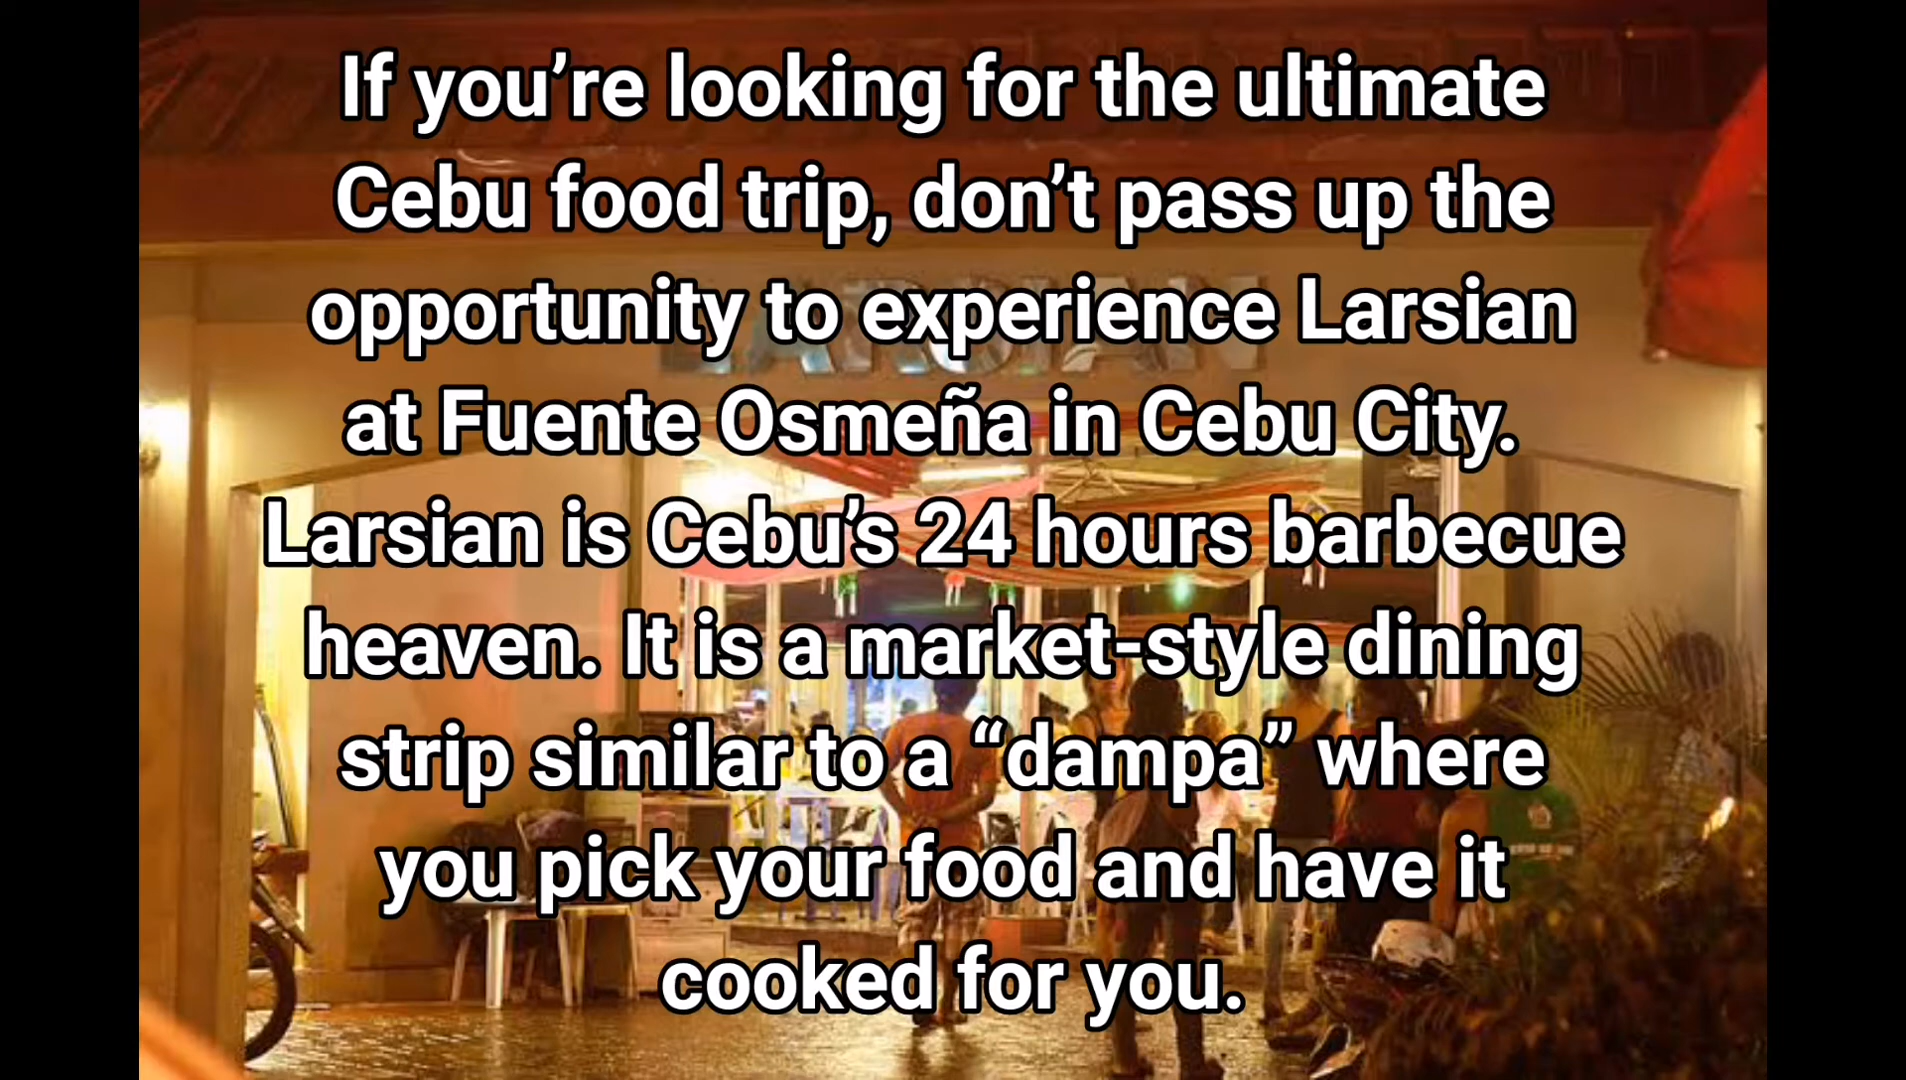 If you’re looking for the ultimate
Cebu food trip, don’t pass up the
opportunity to experience Larsian
at Fuente Osmeña in Cebu City.
Larsian is Cebu’s 24 hours barbecue
heaven. It is a market-style dining
strip similar to a “dampa” where
you pick your food and have it
cooked for you.
LARSIAN